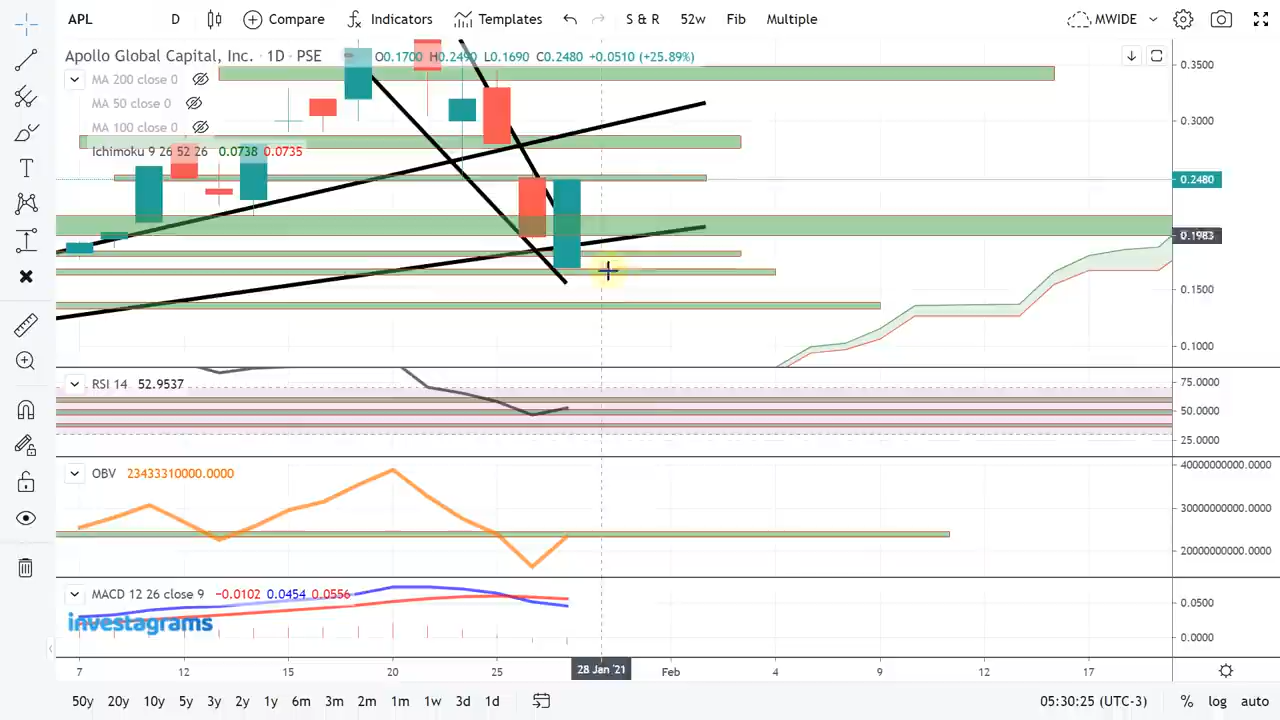 APL D Compare Indicators Templates S & R 52w Fib Multiple MWIDE
Apollo Global Capital, Inc. · 1D · PSE O0.1700 H0.2490 L0.1690 C0.2480 +0.0510 (+25.89%)
MA 200 close 0
MA 50 close 0
MA 100 close 0
Ichimoku 9 26 52 26 0.0738 0.0735
0.3500
0.3000
0.2480
0.1983
0.1500
0.1000
RSI 14 52.9537
75.0000
50.0000
25.0000
OBV 23433310000.0000
40000000000.0000
30000000000.0000
20000000000.0000
MACD 12 26 close 9 −0.0102 0.0454 0.0556
0.0500
0.0000
investagrams
7 12 15 20 25 28 Jan '21 Feb 4 9 12 17
50y 20y 10y 5y 3y 2y 1y 6m 3m 2m 1m 1w 3d 1d 05:30:25 (UTC-3) % log auto